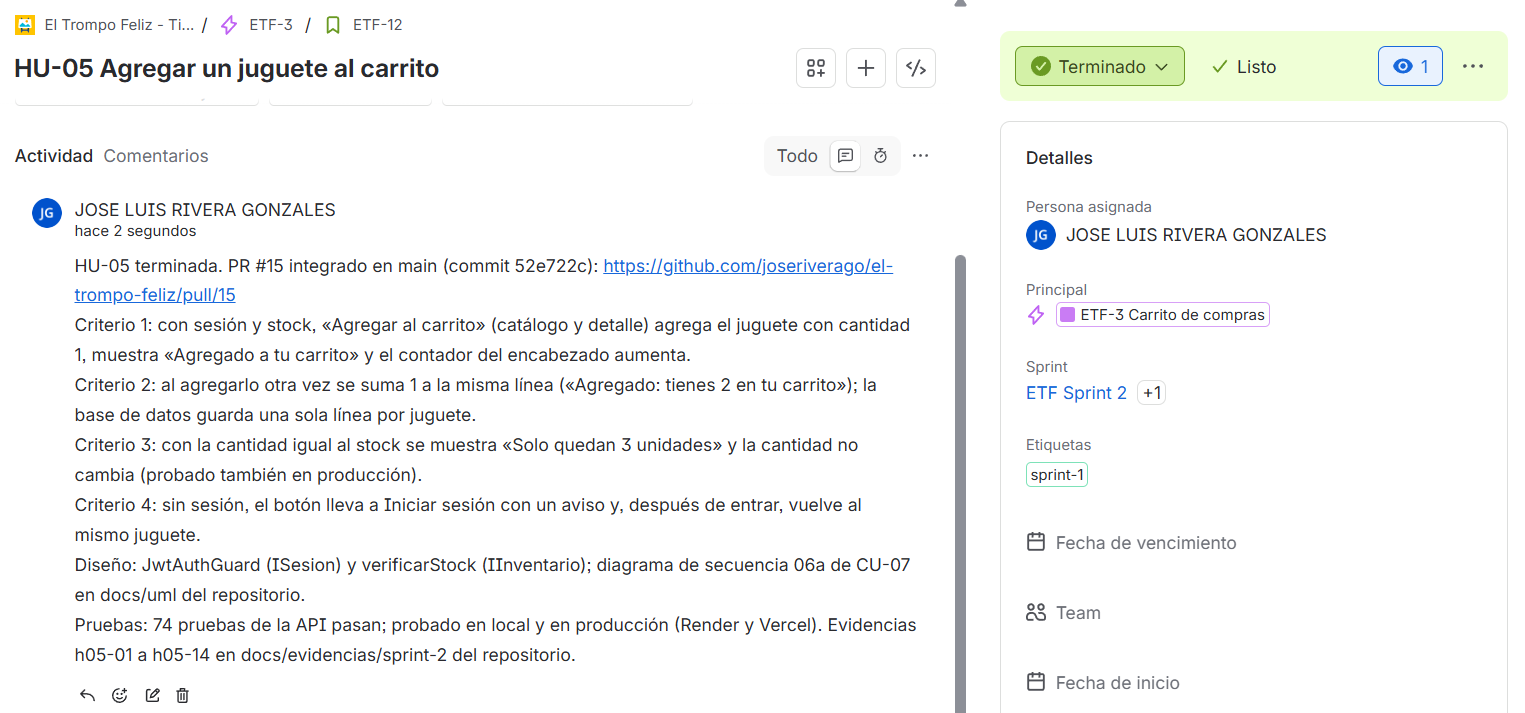 El Trompo Feliz - Ti... / ETF-3 / ETF-12
HU-05 Agregar un juguete al carrito
Terminado
Listo
1
Actividad Comentarios
Todo
JG
JOSE LUIS RIVERA GONZALES
hace 2 segundos
HU-05 terminada. PR #15 integrado en main (commit 52e722c): https://github.com/joseriverago/el-
trompo-feliz/pull/15
Criterio 1: con sesión y stock, «Agregar al carrito» (catálogo y detalle) agrega el juguete con cantidad
1, muestra «Agregado a tu carrito» y el contador del encabezado aumenta.
Criterio 2: al agregarlo otra vez se suma 1 a la misma línea («Agregado: tienes 2 en tu carrito»); la
base de datos guarda una sola línea por juguete.
Criterio 3: con la cantidad igual al stock se muestra «Solo quedan 3 unidades» y la cantidad no
cambia (probado también en producción).
Criterio 4: sin sesión, el botón lleva a Iniciar sesión con un aviso y, después de entrar, vuelve al
mismo juguete.
Diseño: JwtAuthGuard (ISesion) y verificarStock (IInventario); diagrama de secuencia 06a de CU-07
en docs/uml del repositorio.
Pruebas: 74 pruebas de la API pasan; probado en local y en producción (Render y Vercel). Evidencias
h05-01 a h05-14 en docs/evidencias/sprint-2 del repositorio.
Detalles
Persona asignada
JG
JOSE LUIS RIVERA GONZALES
Principal
ETF-3 Carrito de compras
Sprint
ETF Sprint 2 +1
Etiquetas
sprint-1
Fecha de vencimiento
Team
Fecha de inicio